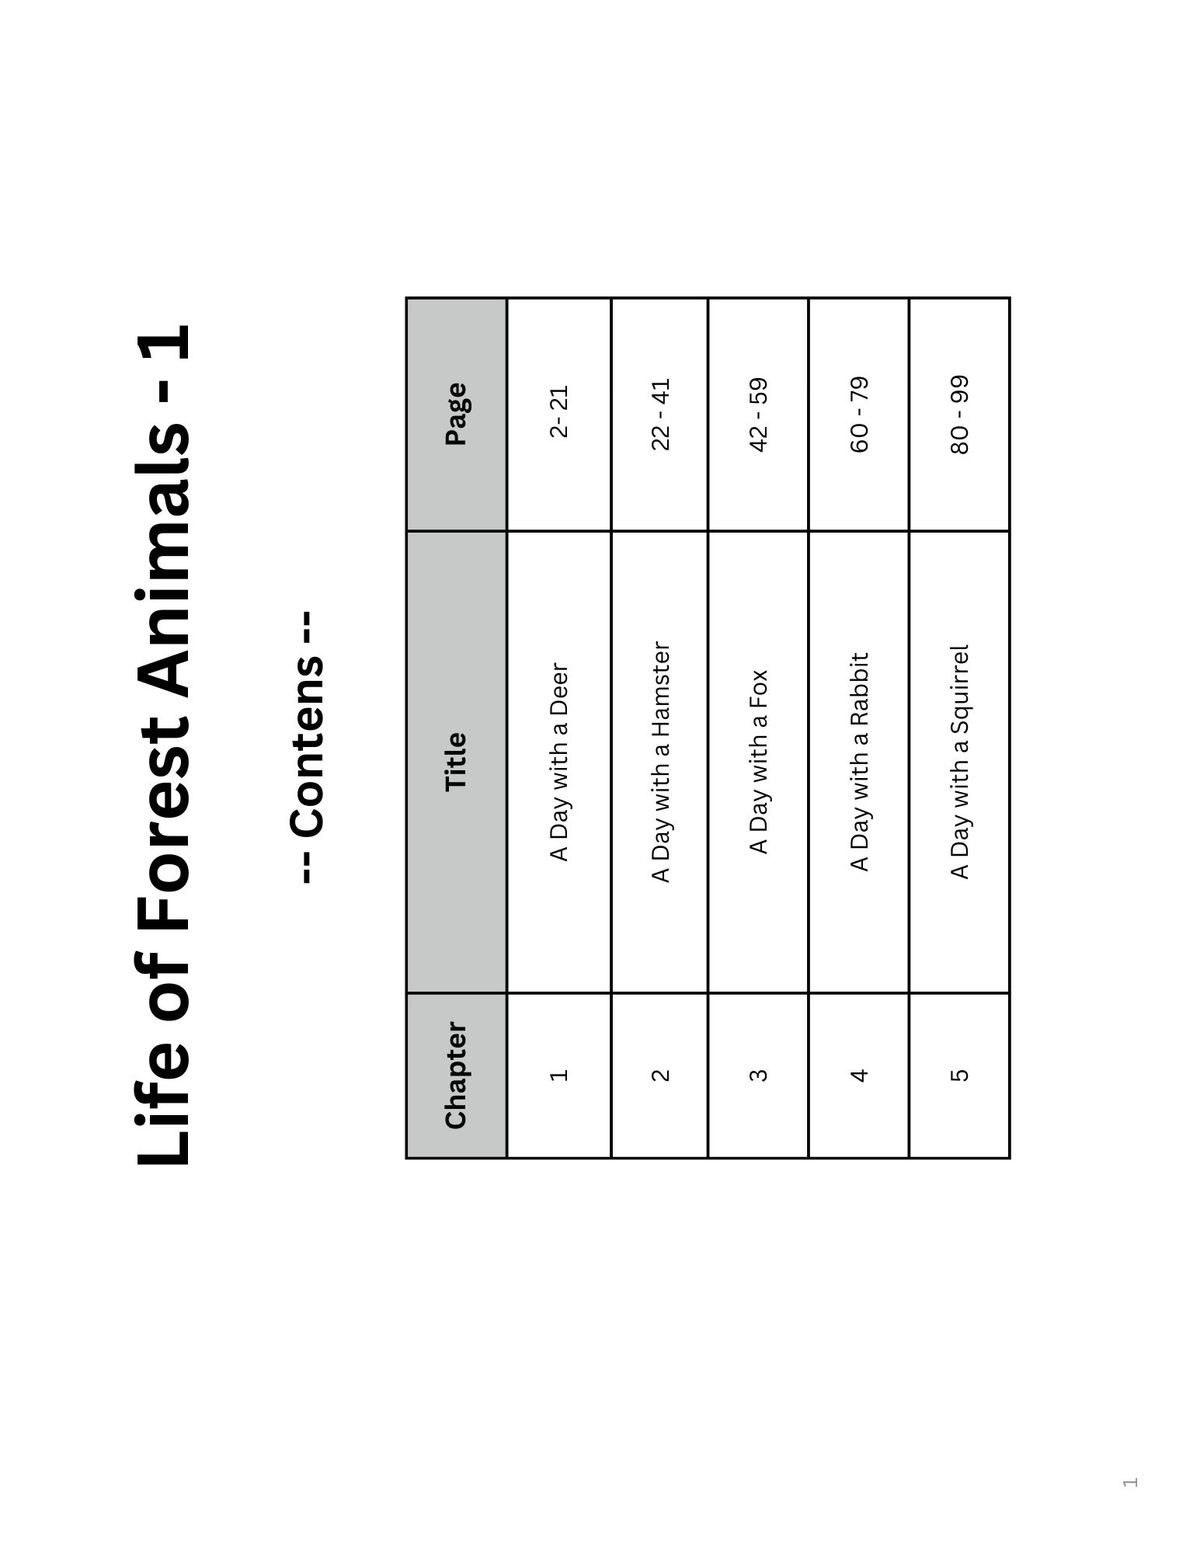 Life of Forest Animals - 1
-- Contens --
Chapter Title Page
1 A Day with a Deer 2- 21
2 A Day with a Hamster 22 - 41
3 A Day with a Fox 42 - 59
4 A Day with a Rabbit 60 - 79
5 A Day with a Squirrel 80 - 99
1